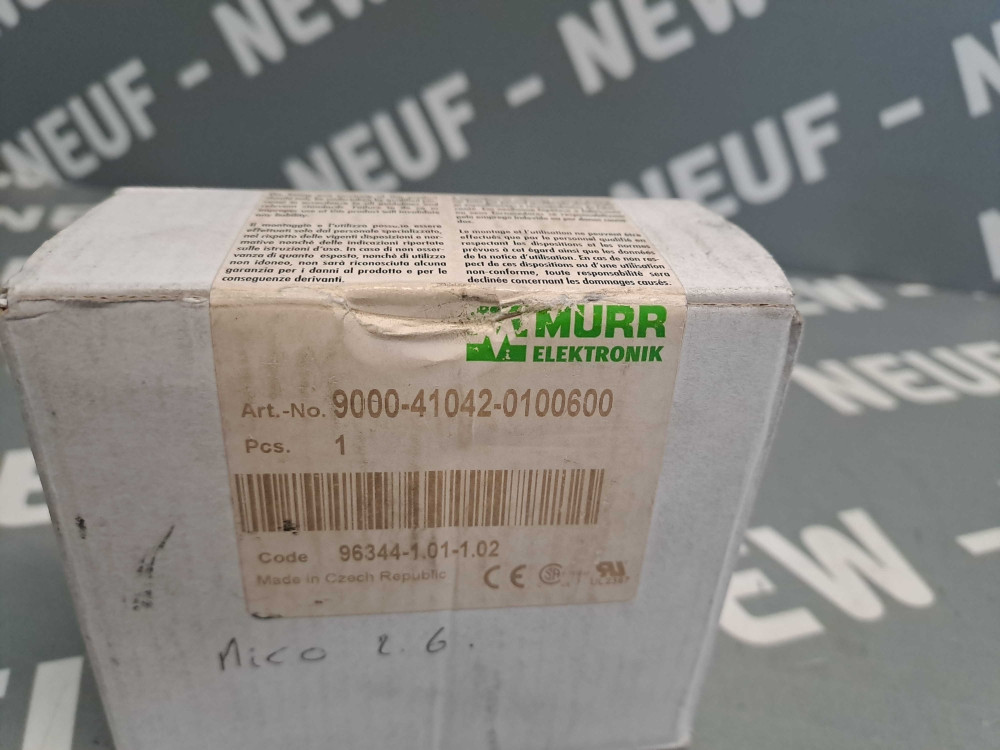 NEUF - NEW
NEUF - NEW -
NEUF - NEW - N
E il montaggio e l'utilizzo possono essere
effettuati solo dal personale specializzato,
nel rispetto delle vigenti disposizioni e nor-
mative nonché delle indicazioni riportate
sulle istruzioni d'uso. In caso di non osser-
vanza di quanto esposto, nonché di utilizzo
non idoneo, non sarà riconosciuta alcuna
garanzia per i danni al prodotto e per le
conseguenze derivanti.
Le montage et l'utilisation ne peuvent être
effectués que par le personnel qualifié en
respectant les dispositions et les normes
prévues à cet égard ainsi que les données
de la notice d'utilisation. En cas de non res-
pect de ces dispositions ou d'une utilisation
non-conforme, toute responsabilité sera
declinée concernant les dommages causés.
MURR
ELEKTRONIK
Art.-No. 9000-41042-0100600
Pcs. 1
Code 96344-1.01-1.02
Made in Czech Republic
CE
Mico 2.6.
NEUF
NEW -